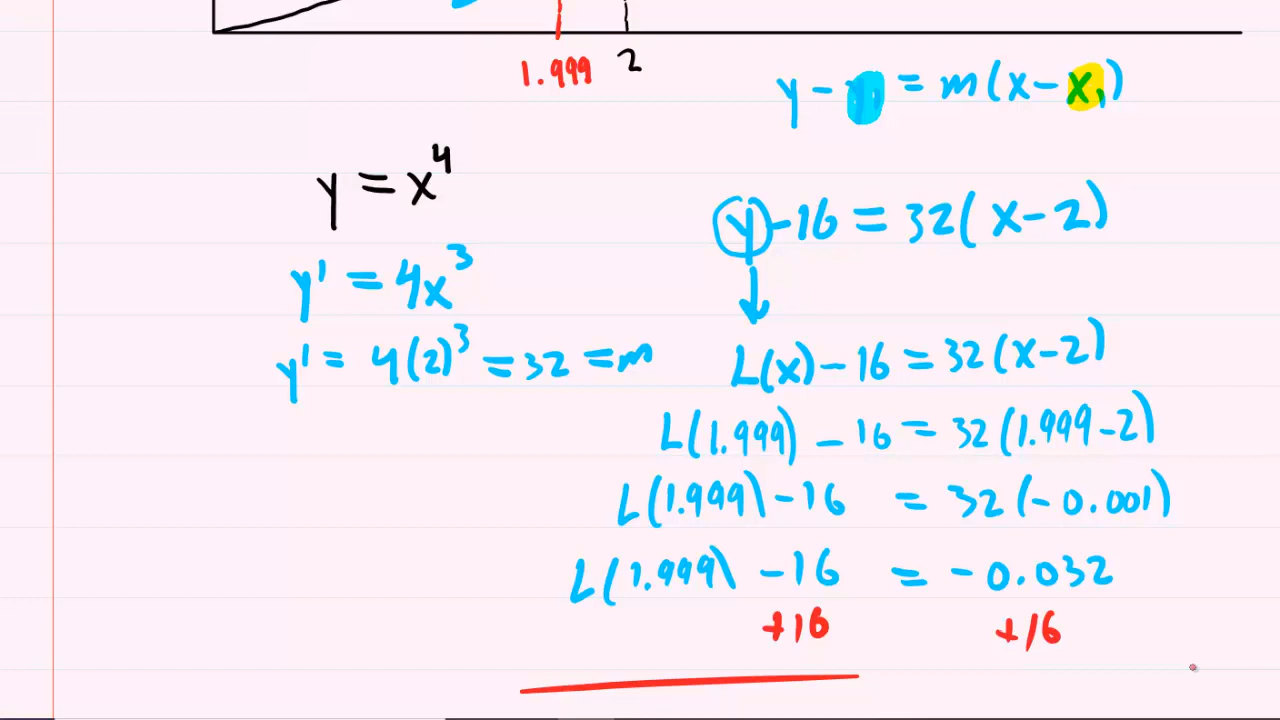 1.999 2
y - y₁ = m(x - x₁)
y = x⁴
y - 16 = 32(x - 2)
y' = 4x³
y' = 4(2)³ = 32 = m
L(x) - 16 = 32(x - 2)
L(1.999) - 16 = 32(1.999 - 2)
L(1.999) - 16 = 32(-0.001)
L(1.999) - 16 = -0.032
+16 +16